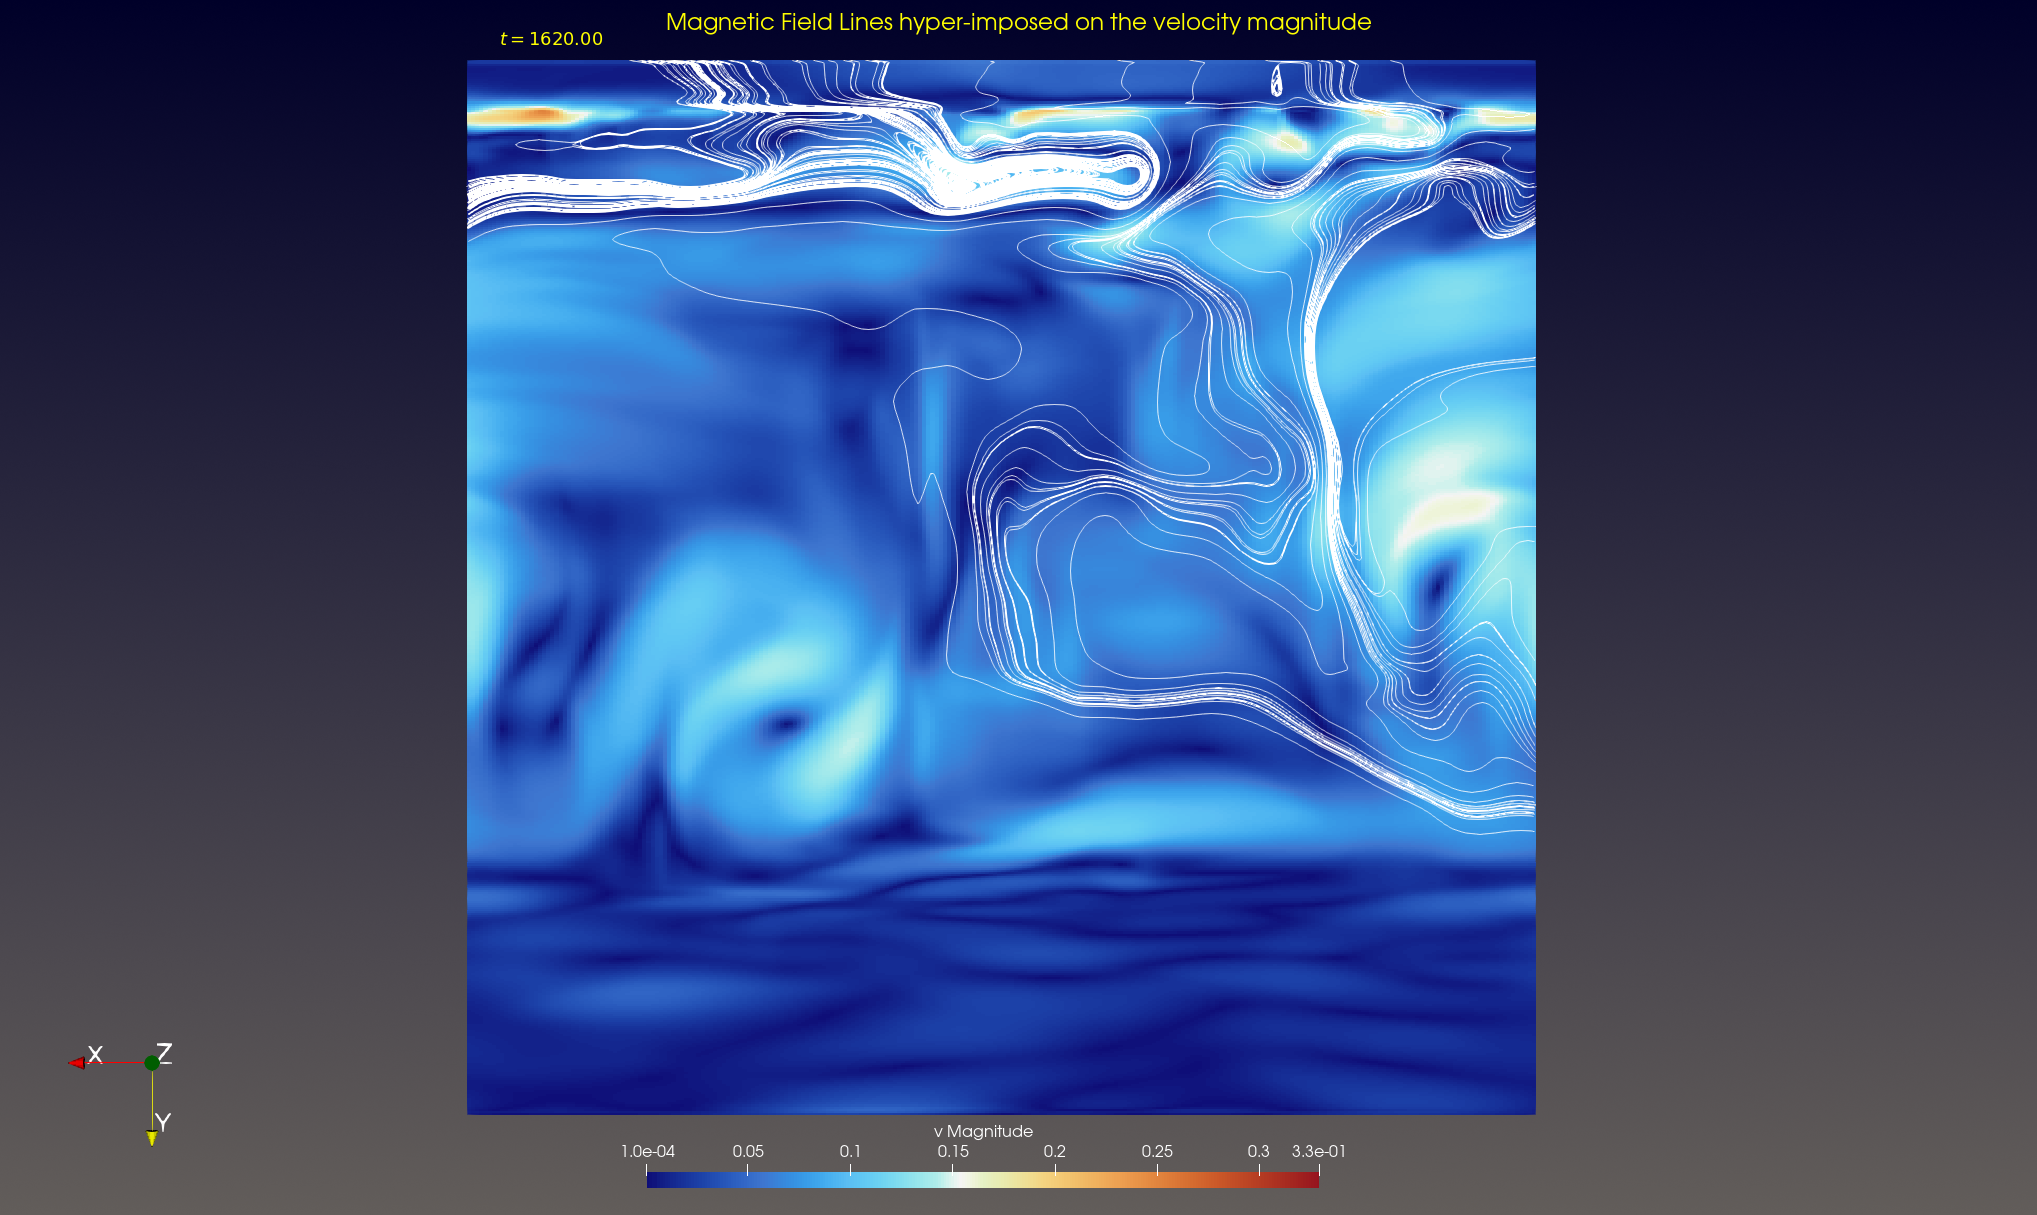 Magnetic Field Lines hyper-imposed on the velocity magnitude
t = 1620.00
X
Z
Y
v Magnitude
1.0e-04 0.05 0.1 0.15 0.2 0.25 0.3 3.3e-01